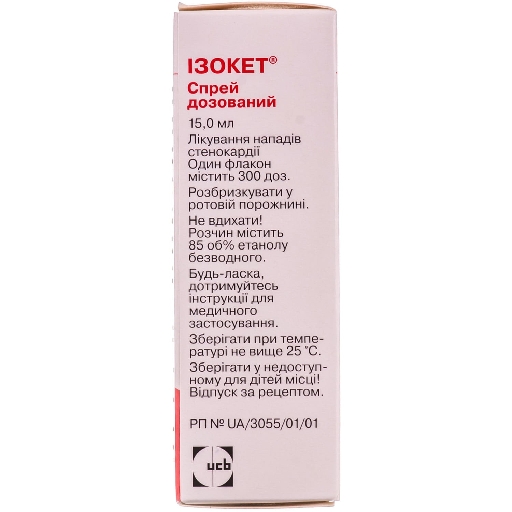 ІЗОКЕТ®
Спрей
дозований
15,0 мл
Лікування нападів
стенокардії
Один флакон
містить 300 доз.
Розбризкувати у
ротовій порожнині.
Не вдихати!
Розчин містить
85 об% етанолу
безводного.
Будь-ласка,
дотримуйтесь
інструкції для
медичного
застосування.
Зберігати при темпе-
ратурі не вище 25 °С.
Зберігати у недоступ-
ному для дітей місці!
Відпуск за рецептом.
РП № UA/3055/01/01
ucb